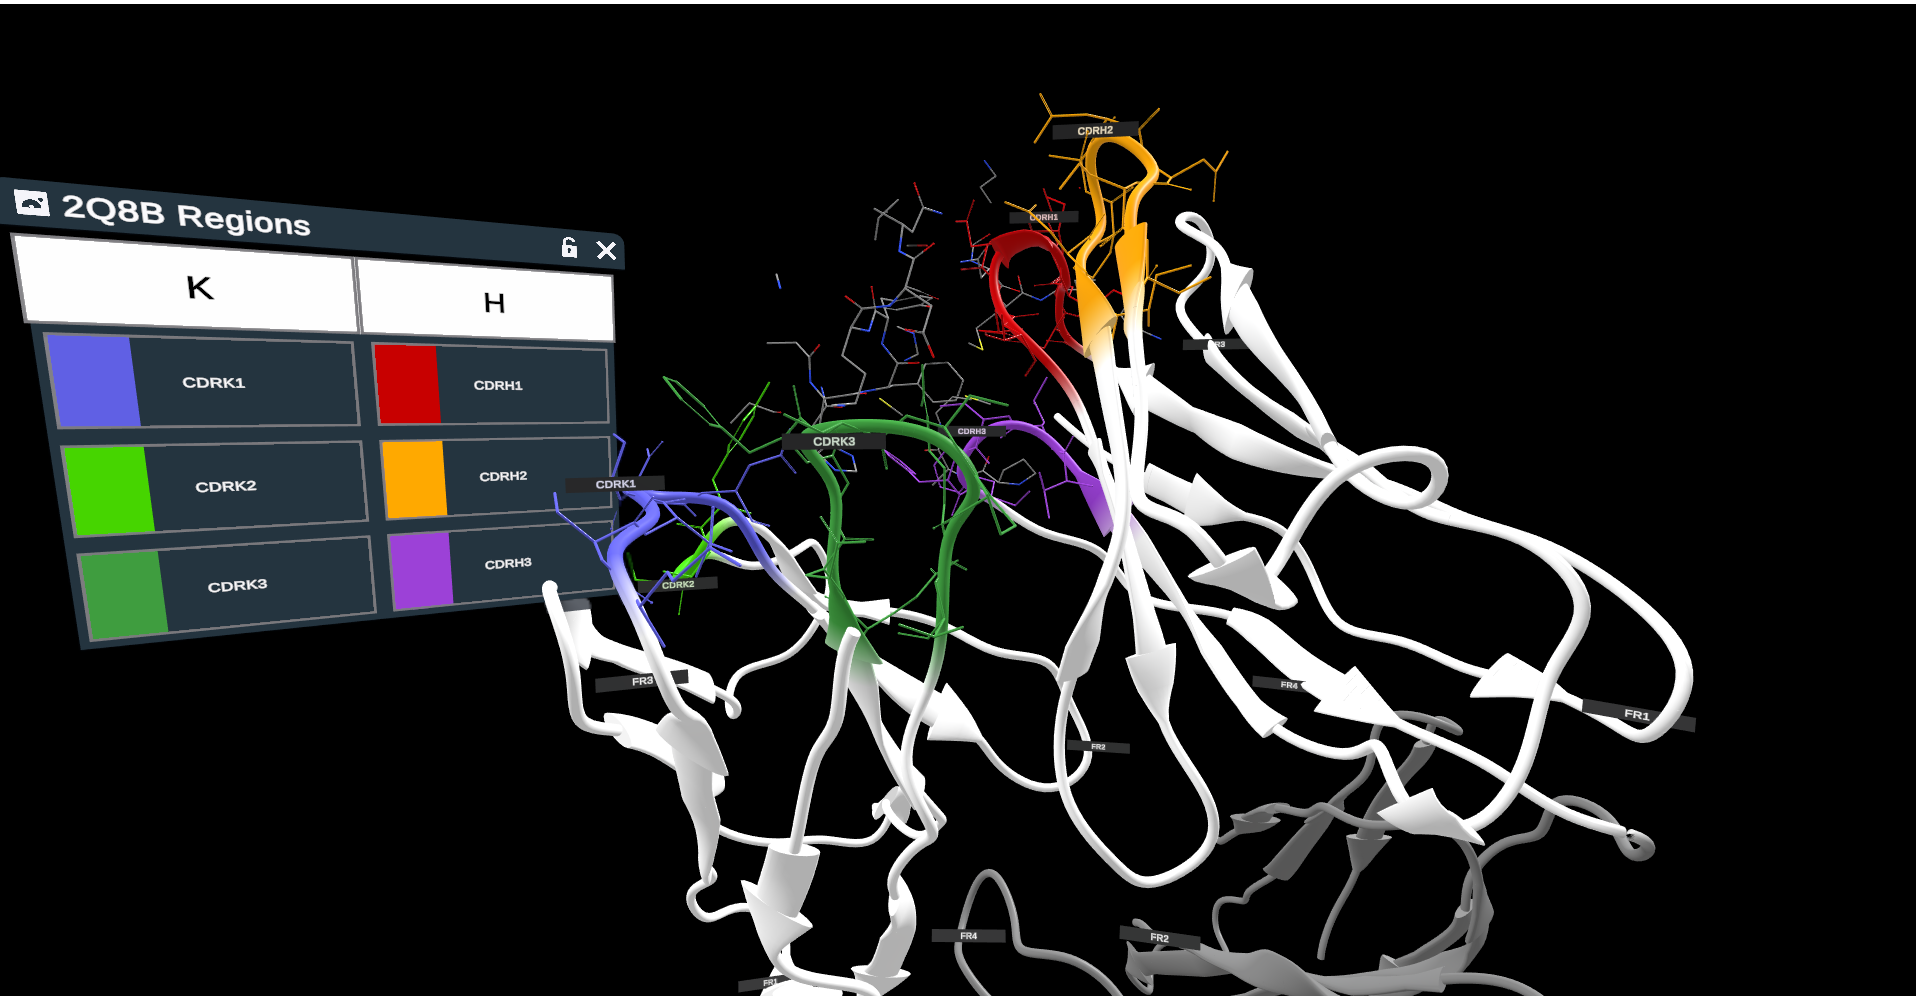 2Q8B Regions
K
H
CDRK1
CDRH1
CDRK2
CDRH2
CDRK3
CDRH3
CDRH2
CDRH1
FR3
CDRK3
CDRH3
CDRK1
CDRK2
FR3
FR4
FR1
FR2
FR4
FR2
FR1